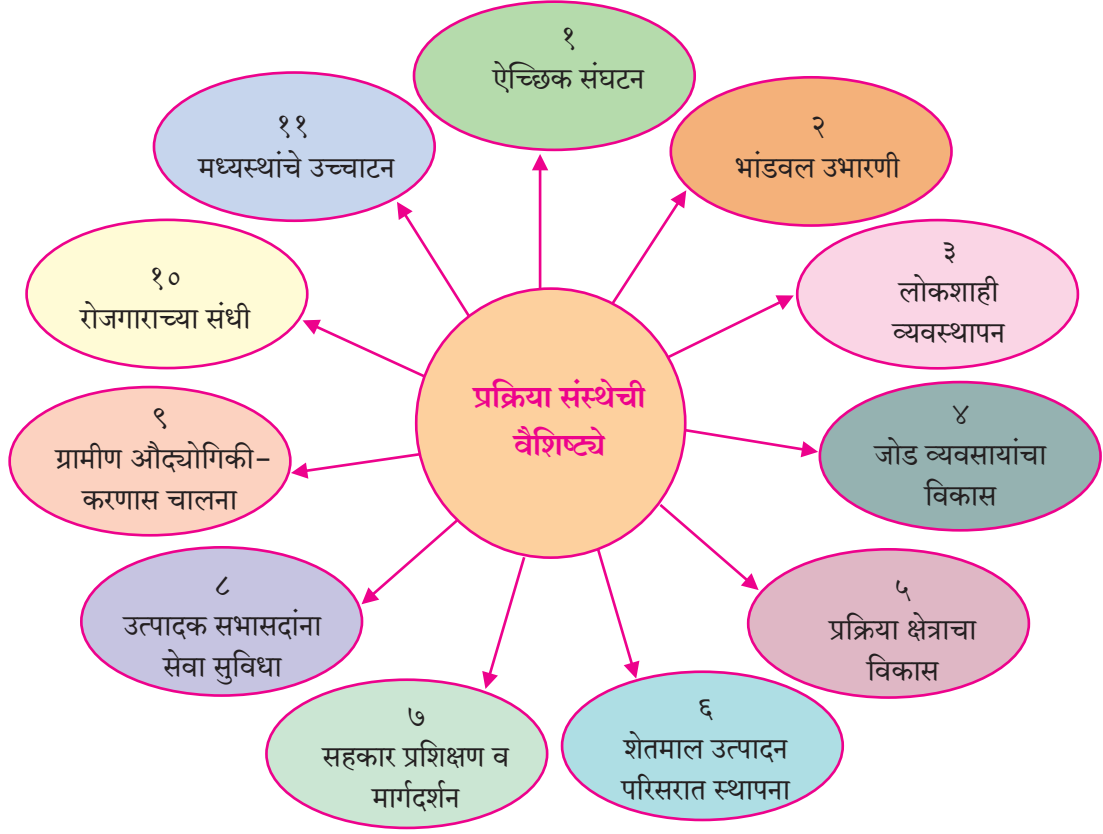 प्रक्रिया संस्थेची
वैशिष्ट्ये
१
ऐच्छिक संघटन
२
भांडवल उभारणी
३
लोकशाही
व्यवस्थापन
४
जोड व्यवसायांचा
विकास
५
प्रक्रिया क्षेत्राचा
विकास
६
शेतमाल उत्पादन
परिसरात स्थापना
७
सहकार प्रशिक्षण व
मार्गदर्शन
८
उत्पादक सभासदांना
सेवा सुविधा
९
ग्रामीण औद्योगिकी–
करणास चालना
१०
रोजगाराच्या संधी
११
मध्यस्थांचे उच्चाटन